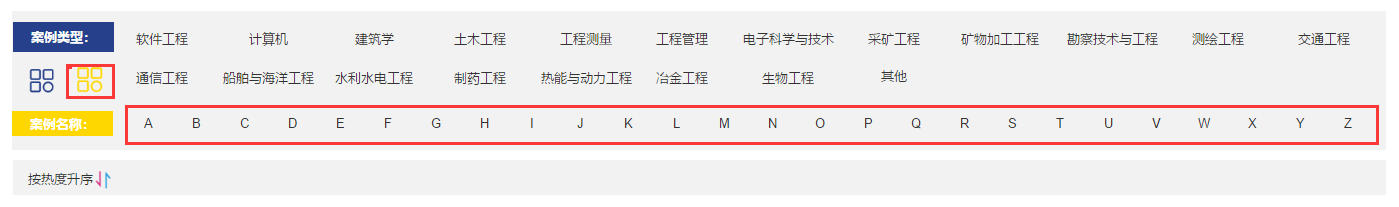 案例类型： 软件工程 计算机 建筑学 土木工程 工程测量 工程管理 电子科学与技术 采矿工程 矿物加工工程 勘察技术与工程 测绘工程 交通工程
通信工程 船舶与海洋工程 水利水电工程 制药工程 热能与动力工程 冶金工程 生物工程 其他
案例名称： A B C D E F G H I J K L M N O P Q R S T U V W X Y Z
按热度升序